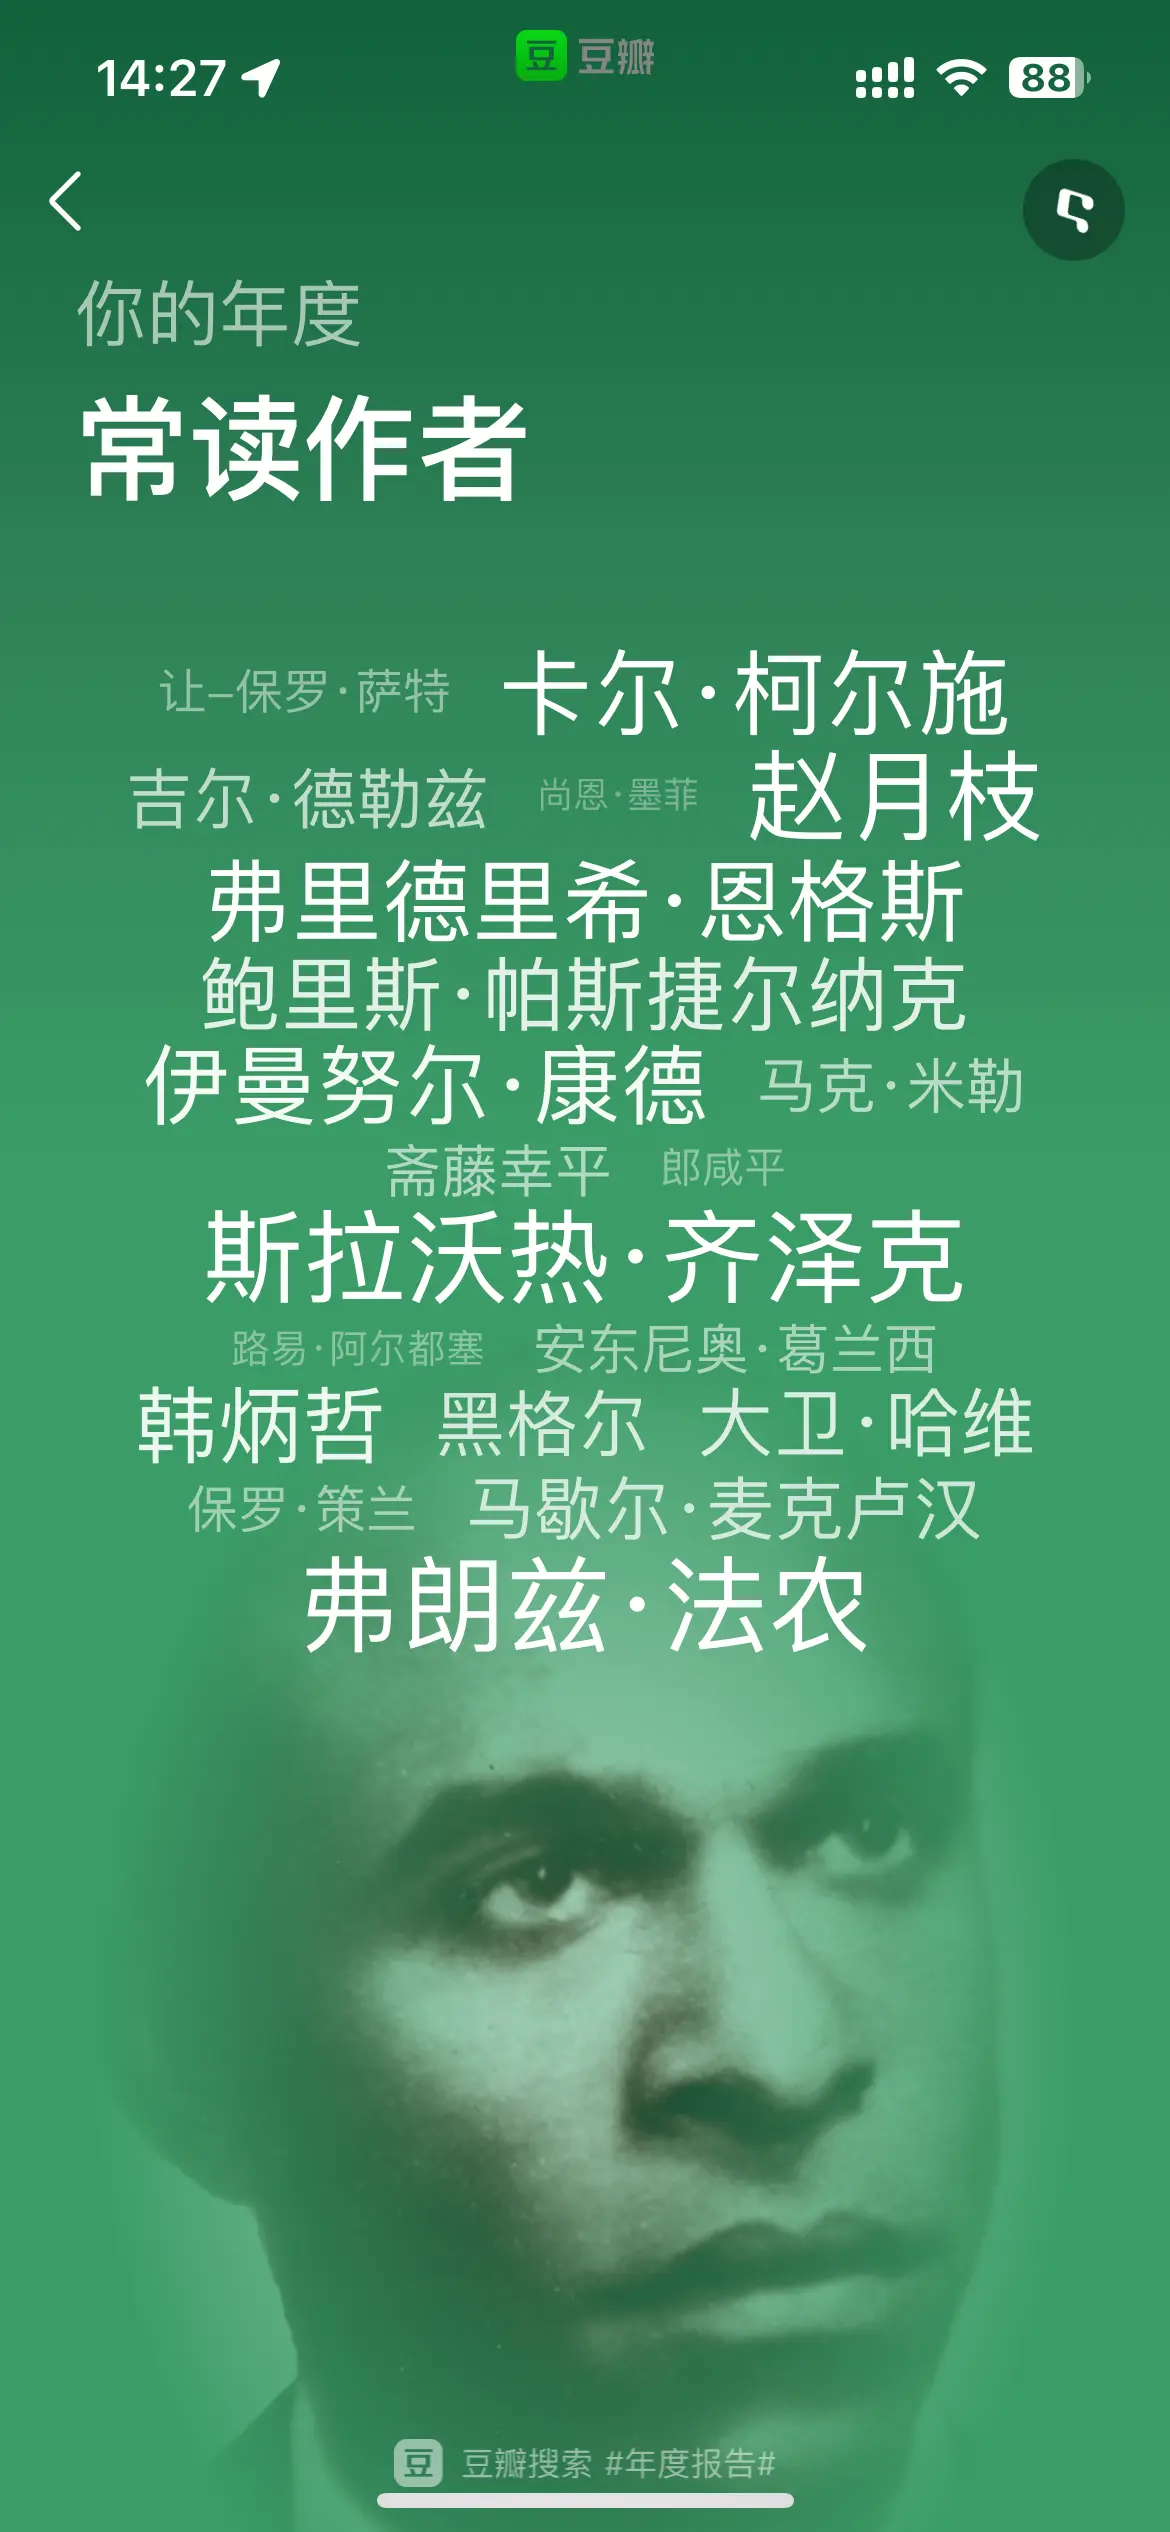 14:27
豆 豆瓣
88
你的年度
常读作者
让–保罗·萨特 卡尔·柯尔施
吉尔·德勒兹 尚恩·墨菲 赵月枝
弗里德里希·恩格斯
鲍里斯·帕斯捷尔纳克
伊曼努尔·康德 马克·米勒
斋藤幸平 郎咸平
斯拉沃热·齐泽克
路易·阿尔都塞 安东尼奥·葛兰西
韩炳哲 黑格尔 大卫·哈维
保罗·策兰 马歇尔·麦克卢汉
弗朗兹·法农
豆 豆瓣搜索 #年度报告#